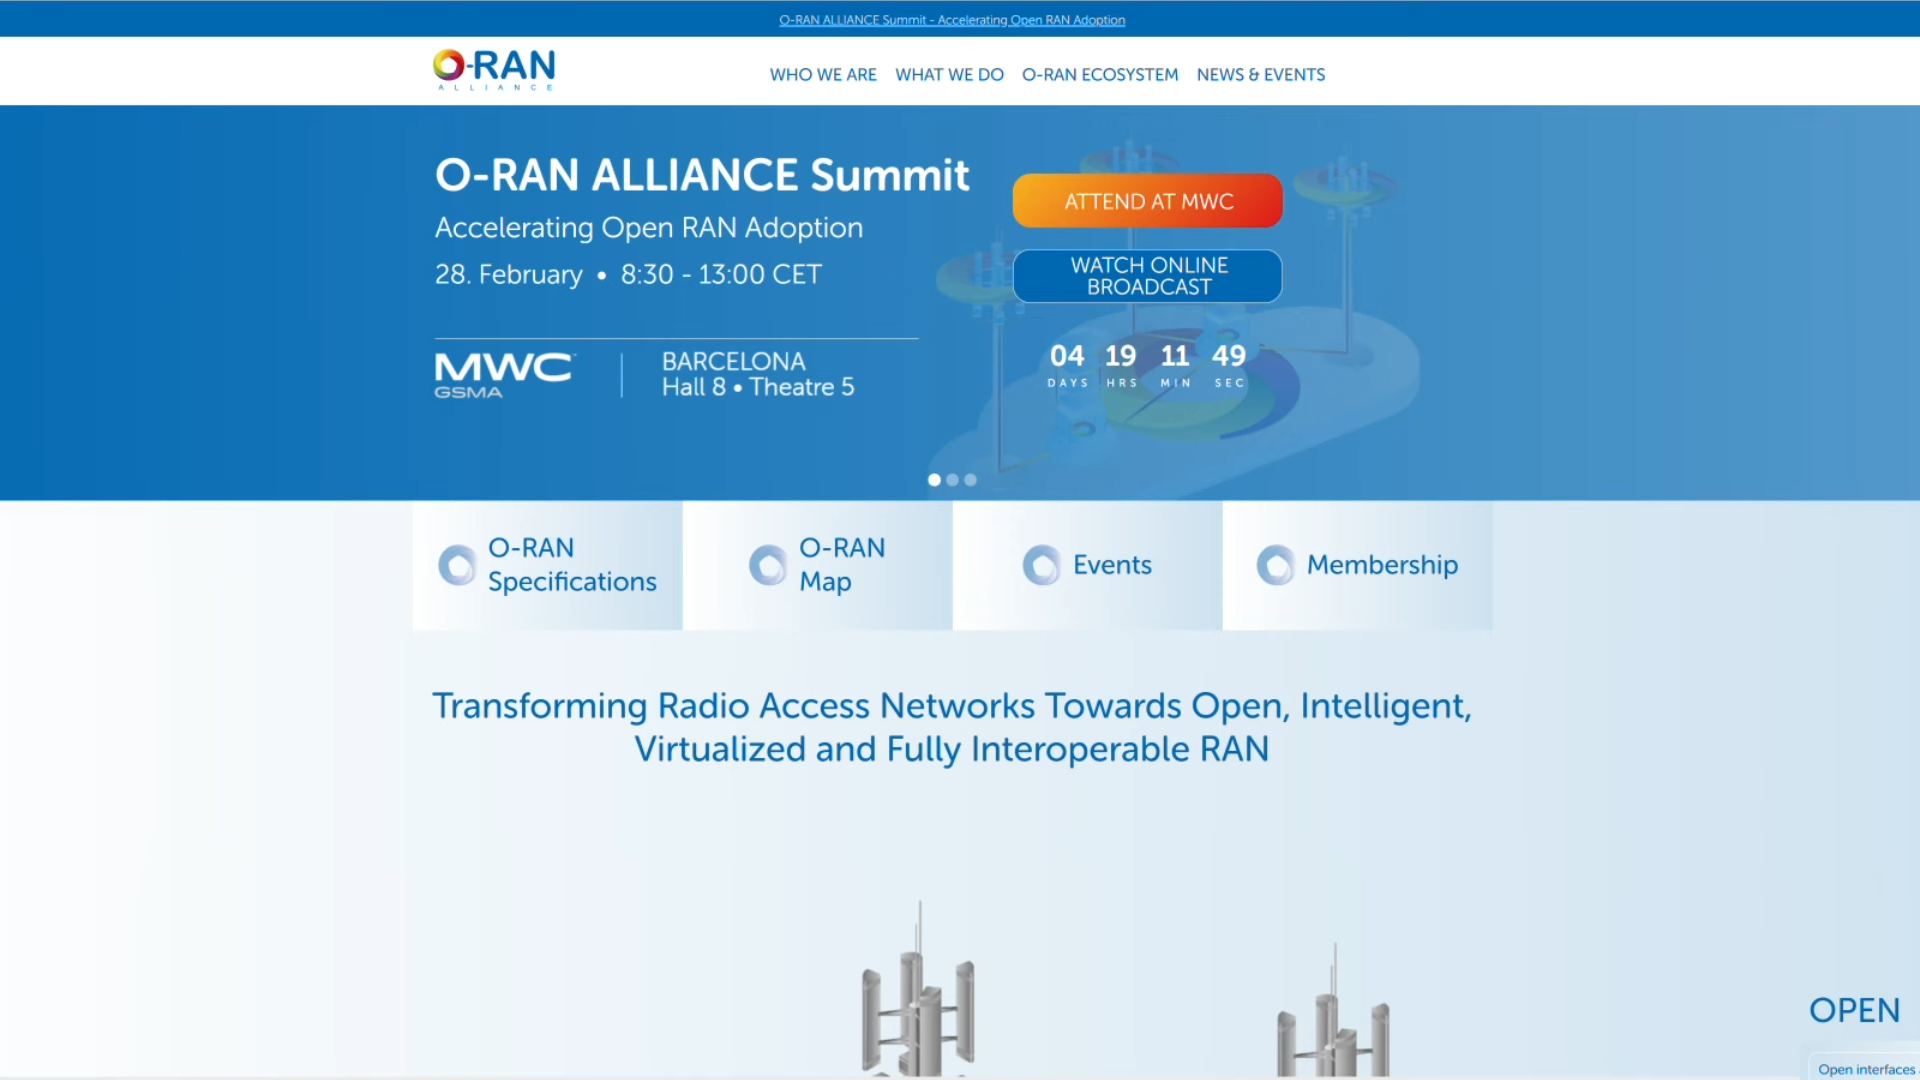 O-RAN ALLIANCE Summit - Accelerating Open RAN Adoption
O-RAN
ALLIANCE
WHO WE ARE
WHAT WE DO
O-RAN ECOSYSTEM
NEWS & EVENTS
O-RAN ALLIANCE Summit
Accelerating Open RAN Adoption
28. February • 8:30 - 13:00 CET
MWC
GSMA
BARCELONA
Hall 8 • Theatre 5
ATTEND AT MWC
WATCH ONLINE
BROADCAST
04 19 11 49
DAYS HRS MIN SEC
O-RAN
Specifications
O-RAN
Map
Events
Membership
Transforming Radio Access Networks Towards Open, Intelligent,
Virtualized and Fully Interoperable RAN
OPEN
Open interfaces